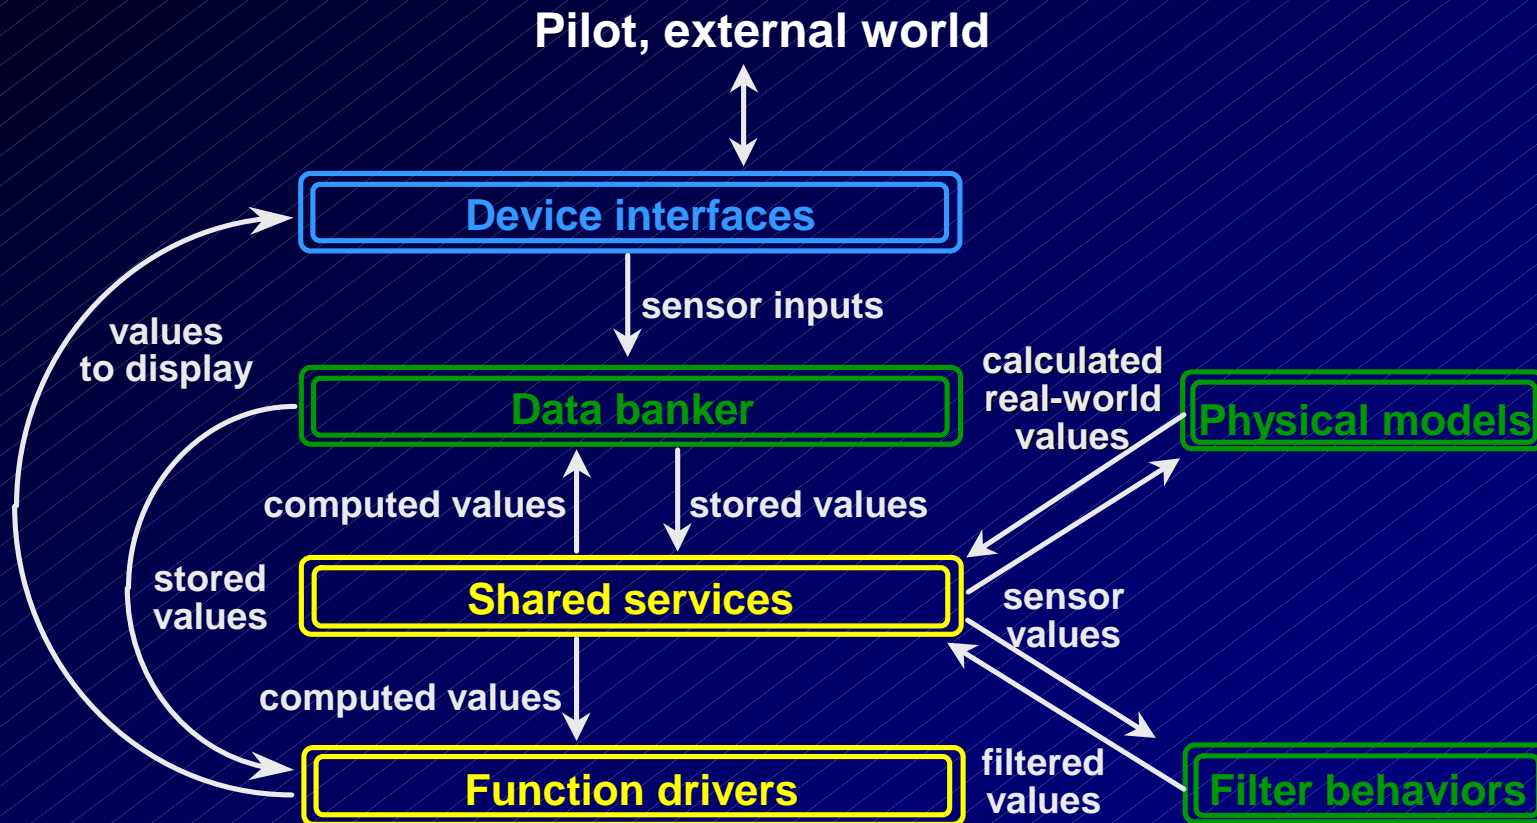 Pilot, external world
Device interfaces
sensor inputs
values
to display
calculated
real-world
values
Data banker
Physical models
computed values
stored values
stored
values
Shared services
sensor
values
computed values
filtered
values
Function drivers
Filter behaviors